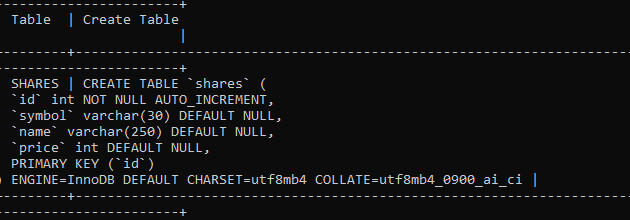 -----------------------+
Table | Create Table
|
---------+----------------------------------------------------------------------
-----------------------+
SHARES | CREATE TABLE `shares` (
`id` int NOT NULL AUTO_INCREMENT,
`symbol` varchar(30) DEFAULT NULL,
`name` varchar(250) DEFAULT NULL,
`price` int DEFAULT NULL,
PRIMARY KEY (`id`)
) ENGINE=InnoDB DEFAULT CHARSET=utf8mb4 COLLATE=utf8mb4_0900_ai_ci |
---------+----------------------------------------------------------------------
-----------------------+